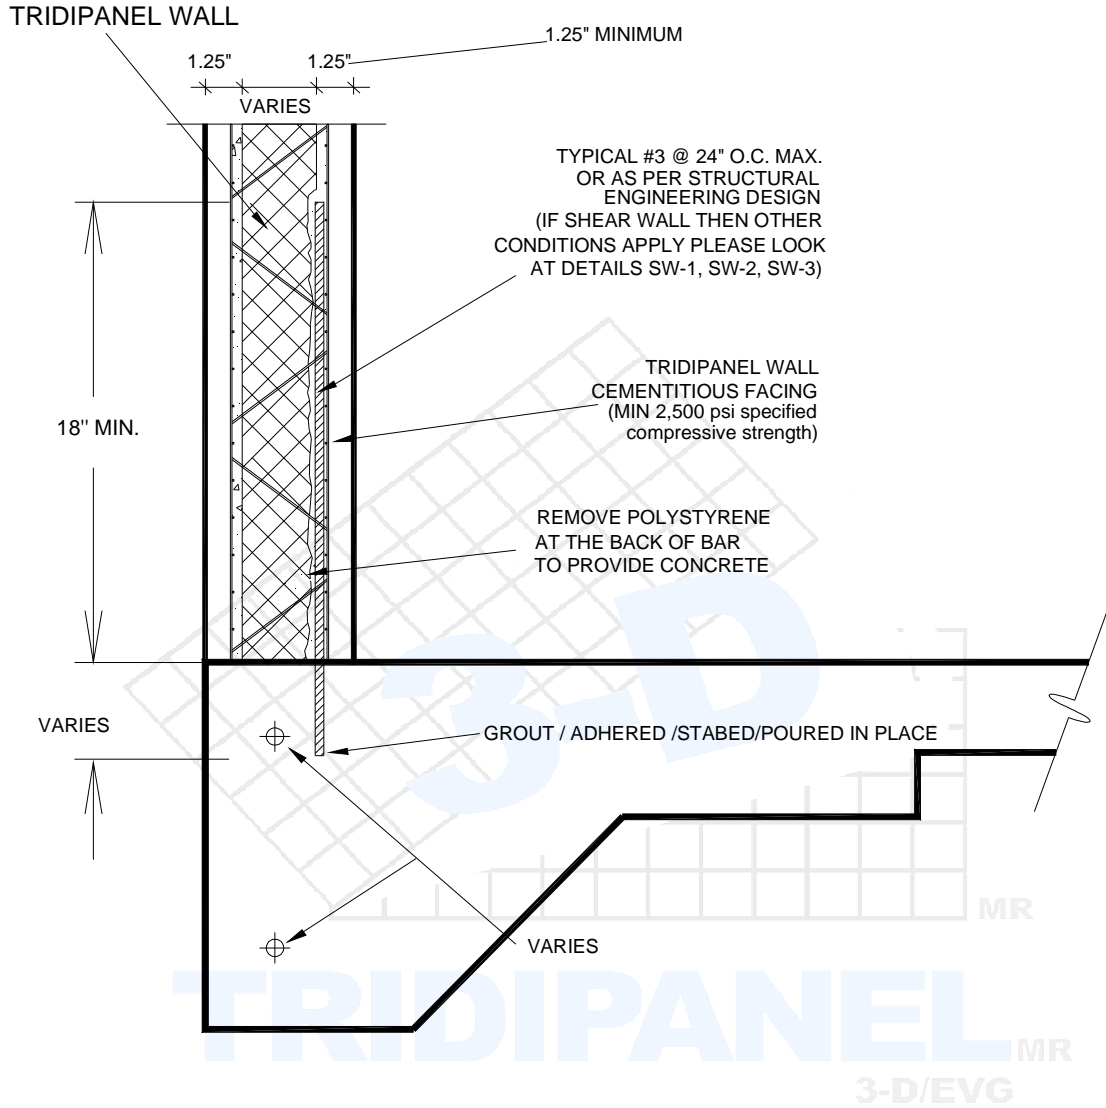 TRIDIPANEL WALL
1.25" MINIMUM
1.25"
1.25"
VARIES
TYPICAL #3 @ 24" O.C. MAX.
OR AS PER STRUCTURAL
ENGINEERING DESIGN
(IF SHEAR WALL THEN OTHER
CONDITIONS APPLY PLEASE LOOK
AT DETAILS SW-1, SW-2, SW-3)
TRIDIPANEL WALL
CEMENTITIOUS FACING
(MIN 2,500 psi specified
compressive strength)
18" MIN.
REMOVE POLYSTYRENE
AT THE BACK OF BAR
TO PROVIDE CONCRETE
3-D
VARIES
GROUT / ADHERED /STABED/POURED IN PLACE
MR
VARIES
TRIDIPANEL MR
3-D/EVG